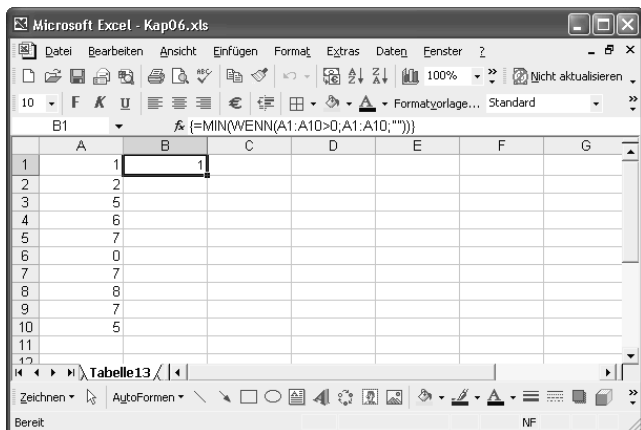 Microsoft Excel - Kap06.xls
Datei Bearbeiten Ansicht Einfügen Format Extras Daten Fenster ?
100% Nicht aktualisieren
10 F K U € Formatvorlage... Standard
B1 fx {=MIN(WENN(A1:A10>0;A1:A10;""))}
A B C D E F G
1 1 1
2 2
3 5
4 6
5 7
6 0
7 7
8 8
9 7
10 5
11
12
Tabelle13
Zeichnen AutoFormen
Bereit NF